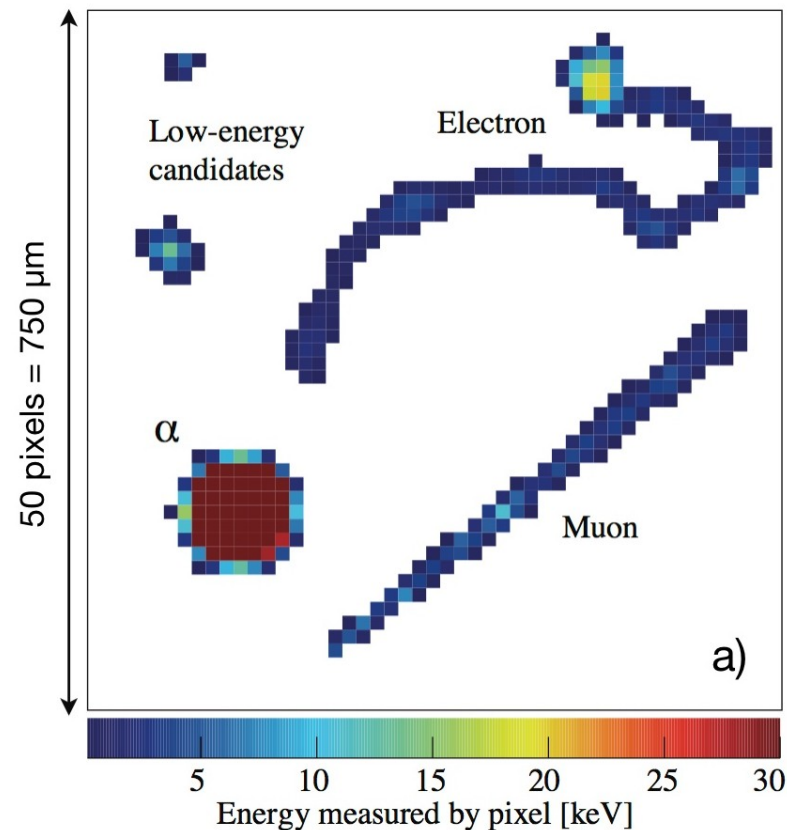 Low-energy
candidates
Electron
50 pixels = 750 μm
α
Muon
a)
5 10 15 20 25 30
Energy measured by pixel [keV]